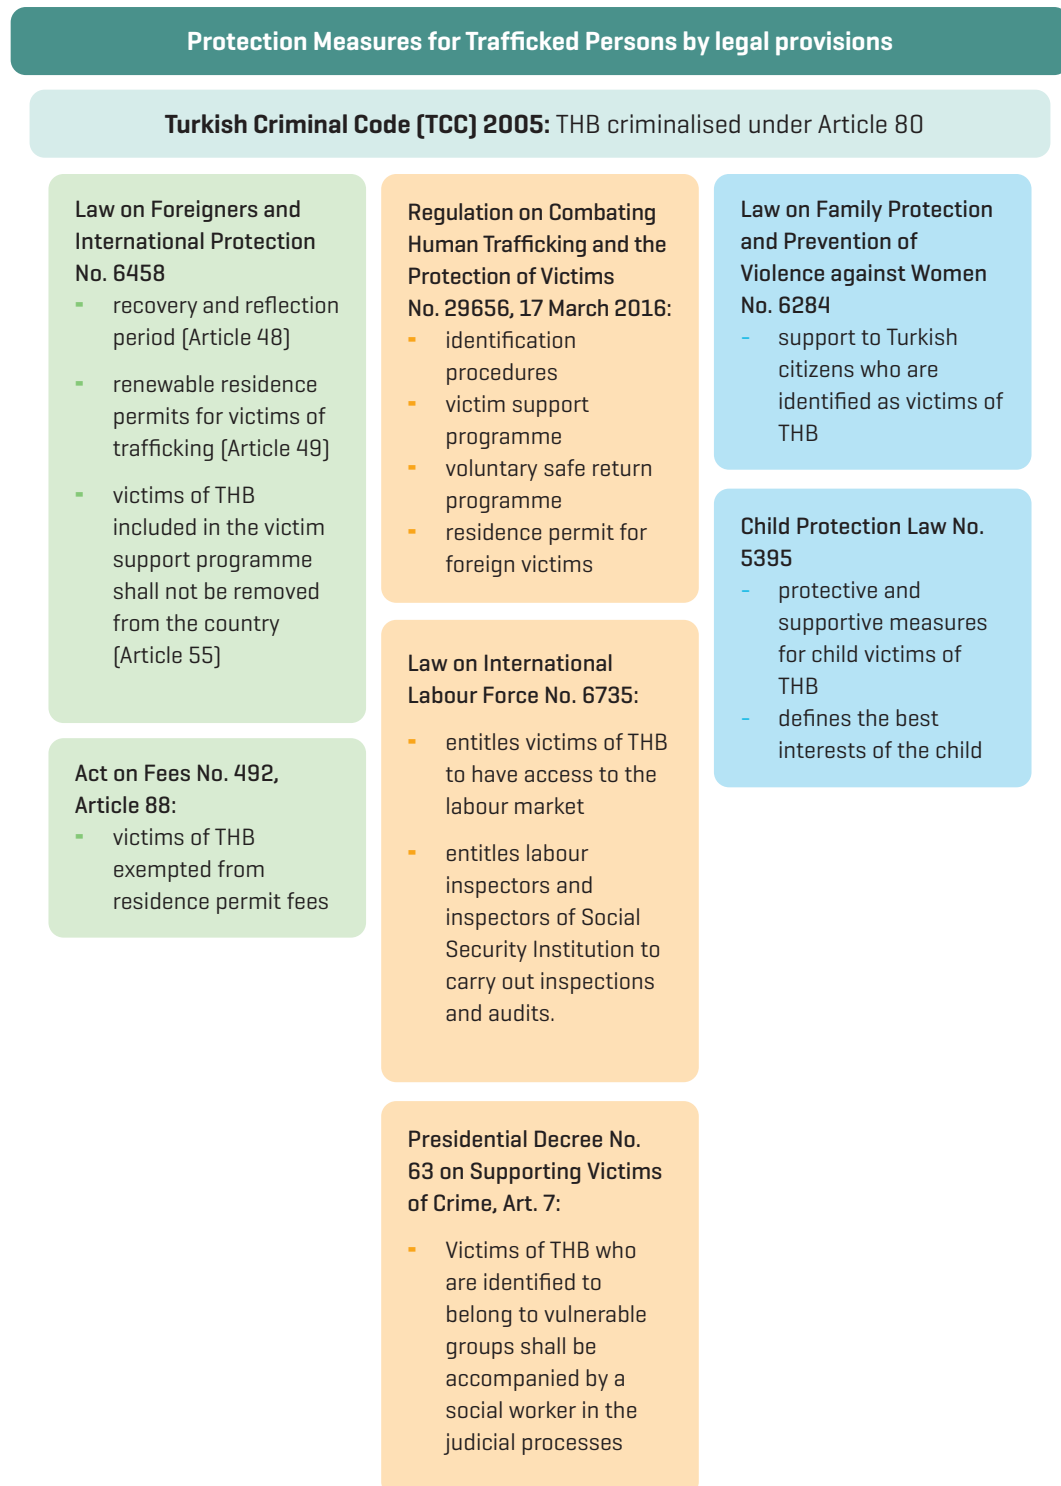 Protection Measures for Trafficked Persons by legal provisions
Turkish Criminal Code (TCC) 2005: THB criminalised under Article 80
Law on Foreigners and
International Protection
No. 6458
- recovery and reflection
period (Article 48)
- renewable residence
permits for victims of
trafficking (Article 49)
- victims of THB
included in the victim
support programme
shall not be removed
from the country
(Article 55)
Act on Fees No. 492,
Article 88:
- victims of THB
exempted from
residence permit fees
Regulation on Combating
Human Trafficking and the
Protection of Victims
No. 29656, 17 March 2016:
- identification
procedures
- victim support
programme
- voluntary safe return
programme
- residence permit for
foreign victims
Law on International
Labour Force No. 6735:
- entitles victims of THB
to have access to the
labour market
- entitles labour
inspectors and
inspectors of Social
Security Institution to
carry out inspections
and audits.
Presidential Decree No.
63 on Supporting Victims
of Crime, Art. 7:
- Victims of THB who
are identified to
belong to vulnerable
groups shall be
accompanied by a
social worker in the
judicial processes
Law on Family Protection
and Prevention of
Violence against Women
No. 6284
- support to Turkish
citizens who are
identified as victims of
THB
Child Protection Law No.
5395
- protective and
supportive measures
for child victims of
THB
- defines the best
interests of the child